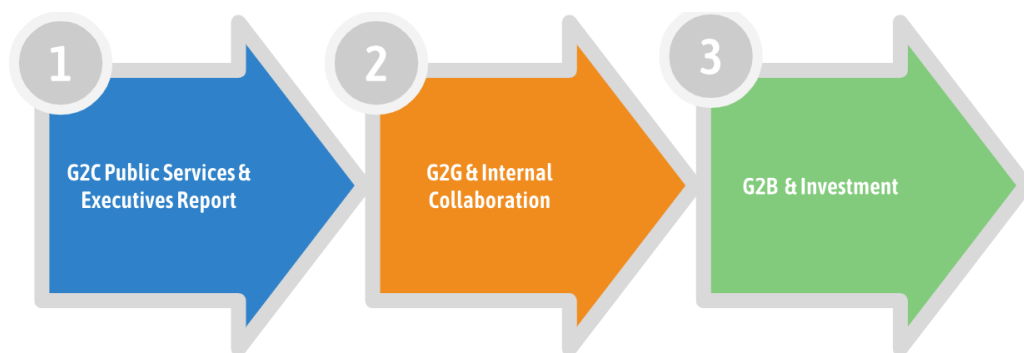 1
G2C Public Services &
Executives Report
2
G2G & Internal
Collaboration
3
G2B & Investment